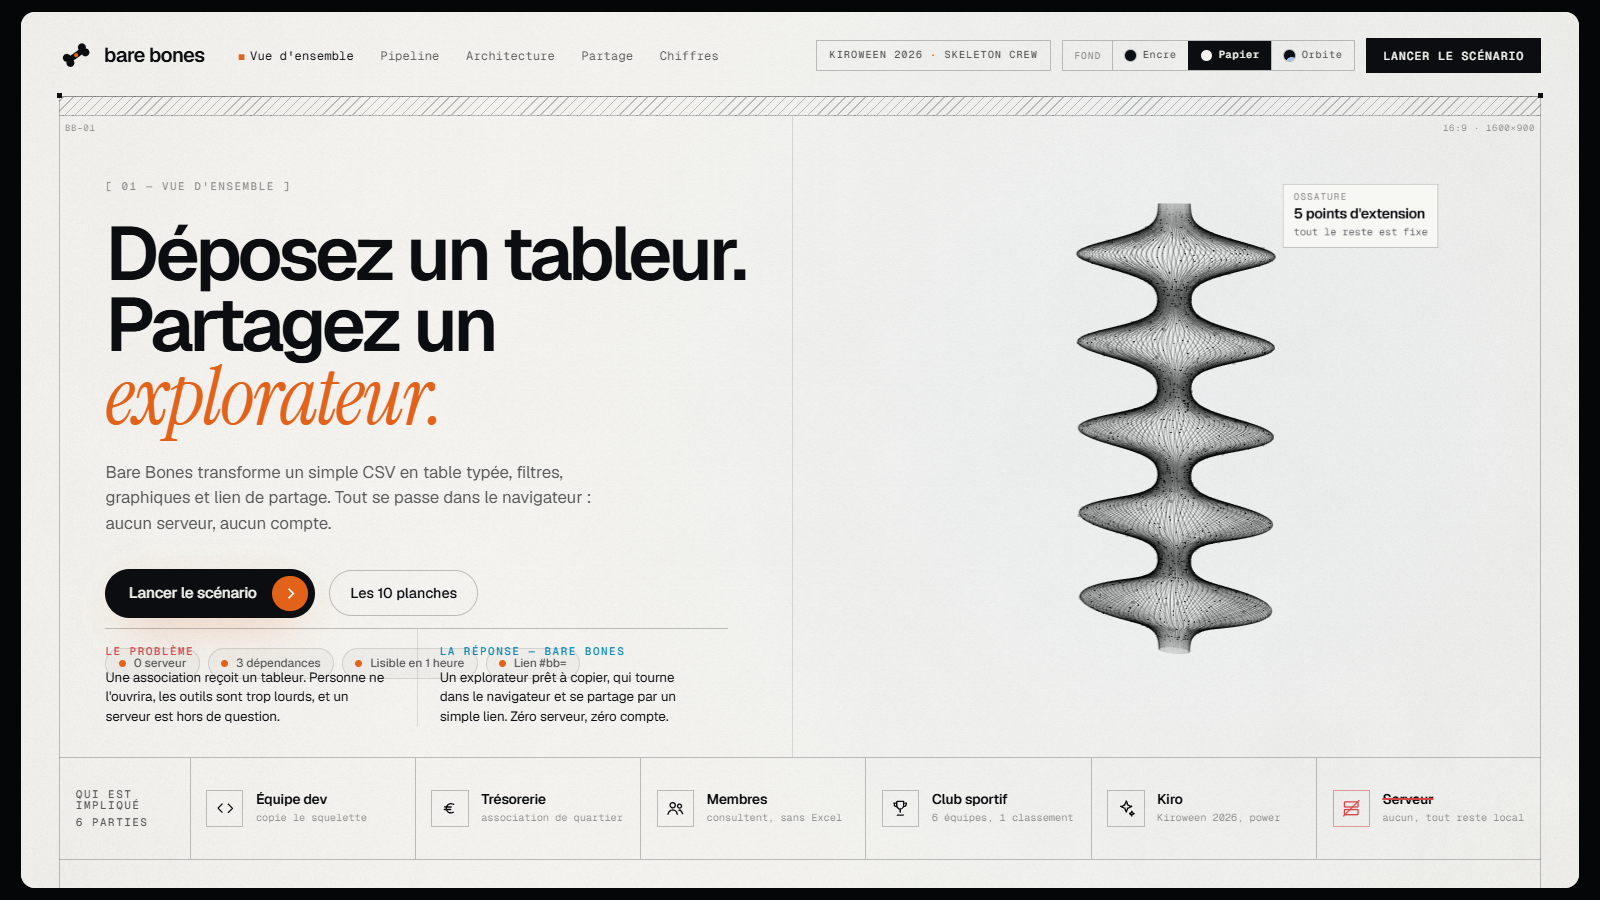 bare bones
Vue d'ensemble
Pipeline
Architecture
Partage
Chiffres
KIROWEEN 2026 · SKELETON CREW
FOND
Encre
Papier
Orbite
LANCER LE SCÉNARIO
BB-01
16:9 · 1600×900
[ 01 — VUE D'ENSEMBLE ]
Déposez un tableur.
Partagez un
explorateur.
Bare Bones transforme un simple CSV en table typée, filtres,
graphiques et lien de partage. Tout se passe dans le navigateur :
aucun serveur, aucun compte.
Lancer le scénario
Les 10 planches
0 serveur
3 dépendances
Lisible en 1 heure
Lien #bb=
LE PROBLÈME
Une association reçoit un tableur. Personne ne
l'ouvrira, les outils sont trop lourds, et un
serveur est hors de question.
LA RÉPONSE — BARE BONES
Un explorateur prêt à copier, qui tourne
dans le navigateur et se partage par un
simple lien. Zéro serveur, zéro compte.
OSSATURE
5 points d'extension
tout le reste est fixe
QUI EST
IMPLIQUÉ
6 PARTIES
Équipe dev
copie le squelette
Trésorerie
association de quartier
Membres
consultent, sans Excel
Club sportif
6 équipes, 1 classement
Kiro
Kiroween 2026, power
Serveur
aucun, tout reste local